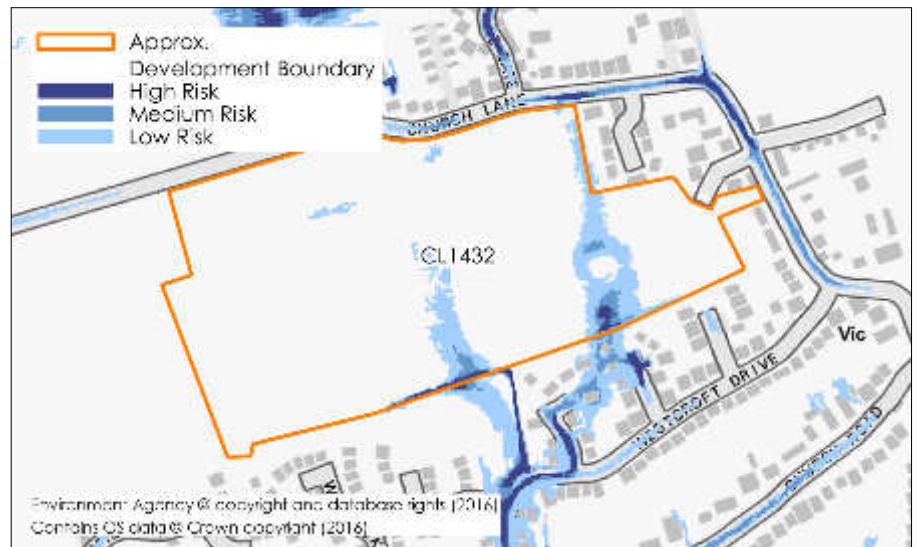 Approx.
Development Boundary
High Risk
Medium Risk
Low Risk
CHURCH LANE
CL1432
Vic
WESTCROFT DRIVE
ROAD
Environment Agency © copyright and database rights (2016)
Contains OS data © Crown copyright (2016)